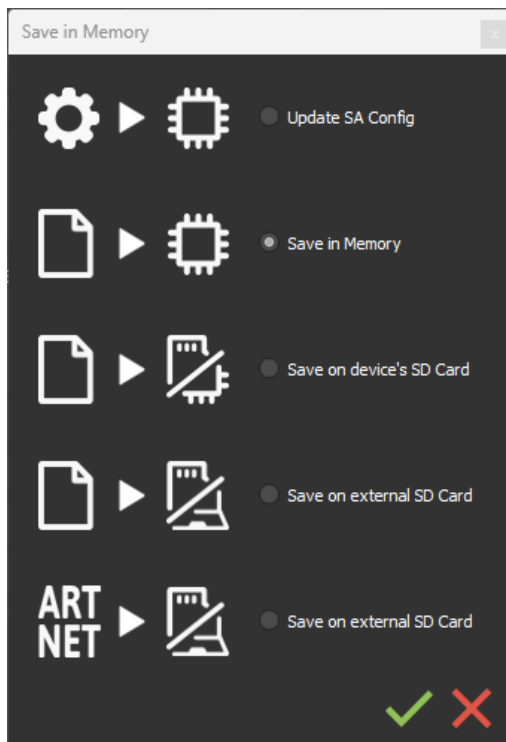 Save in Memory
x
Update SA Config
Save in Memory
Save on device's SD Card
Save on external SD Card
ART
NET
Save on external SD Card